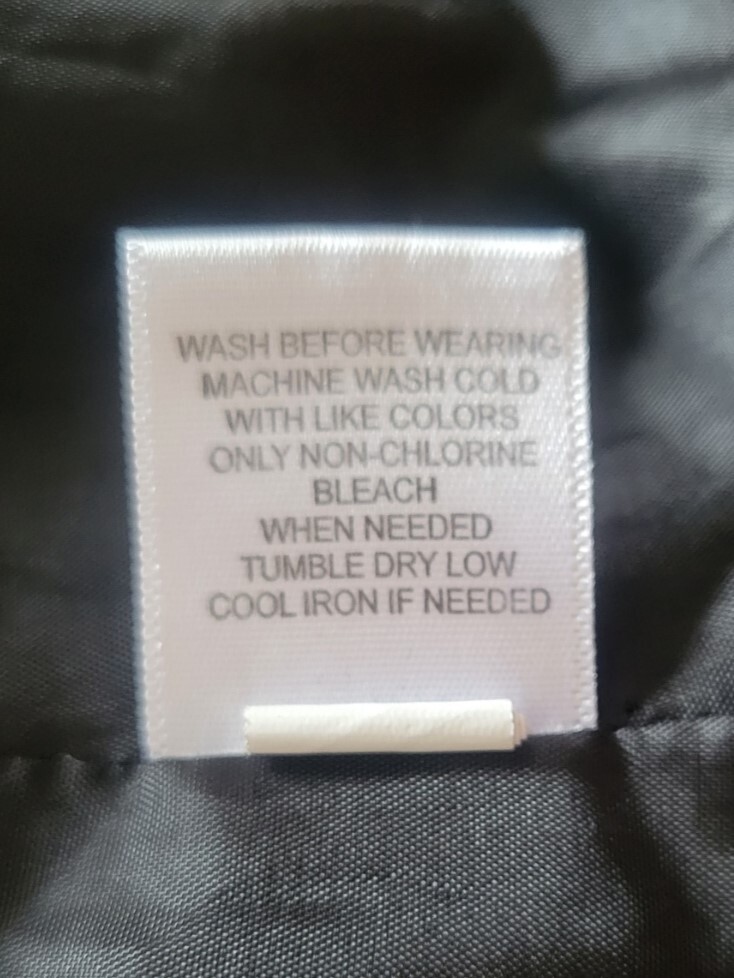 WASH BEFORE WEARING
MACHINE WASH COLD
WITH LIKE COLORS
ONLY NON-CHLORINE
BLEACH
WHEN NEEDED
TUMBLE DRY LOW
COOL IRON IF NEEDED